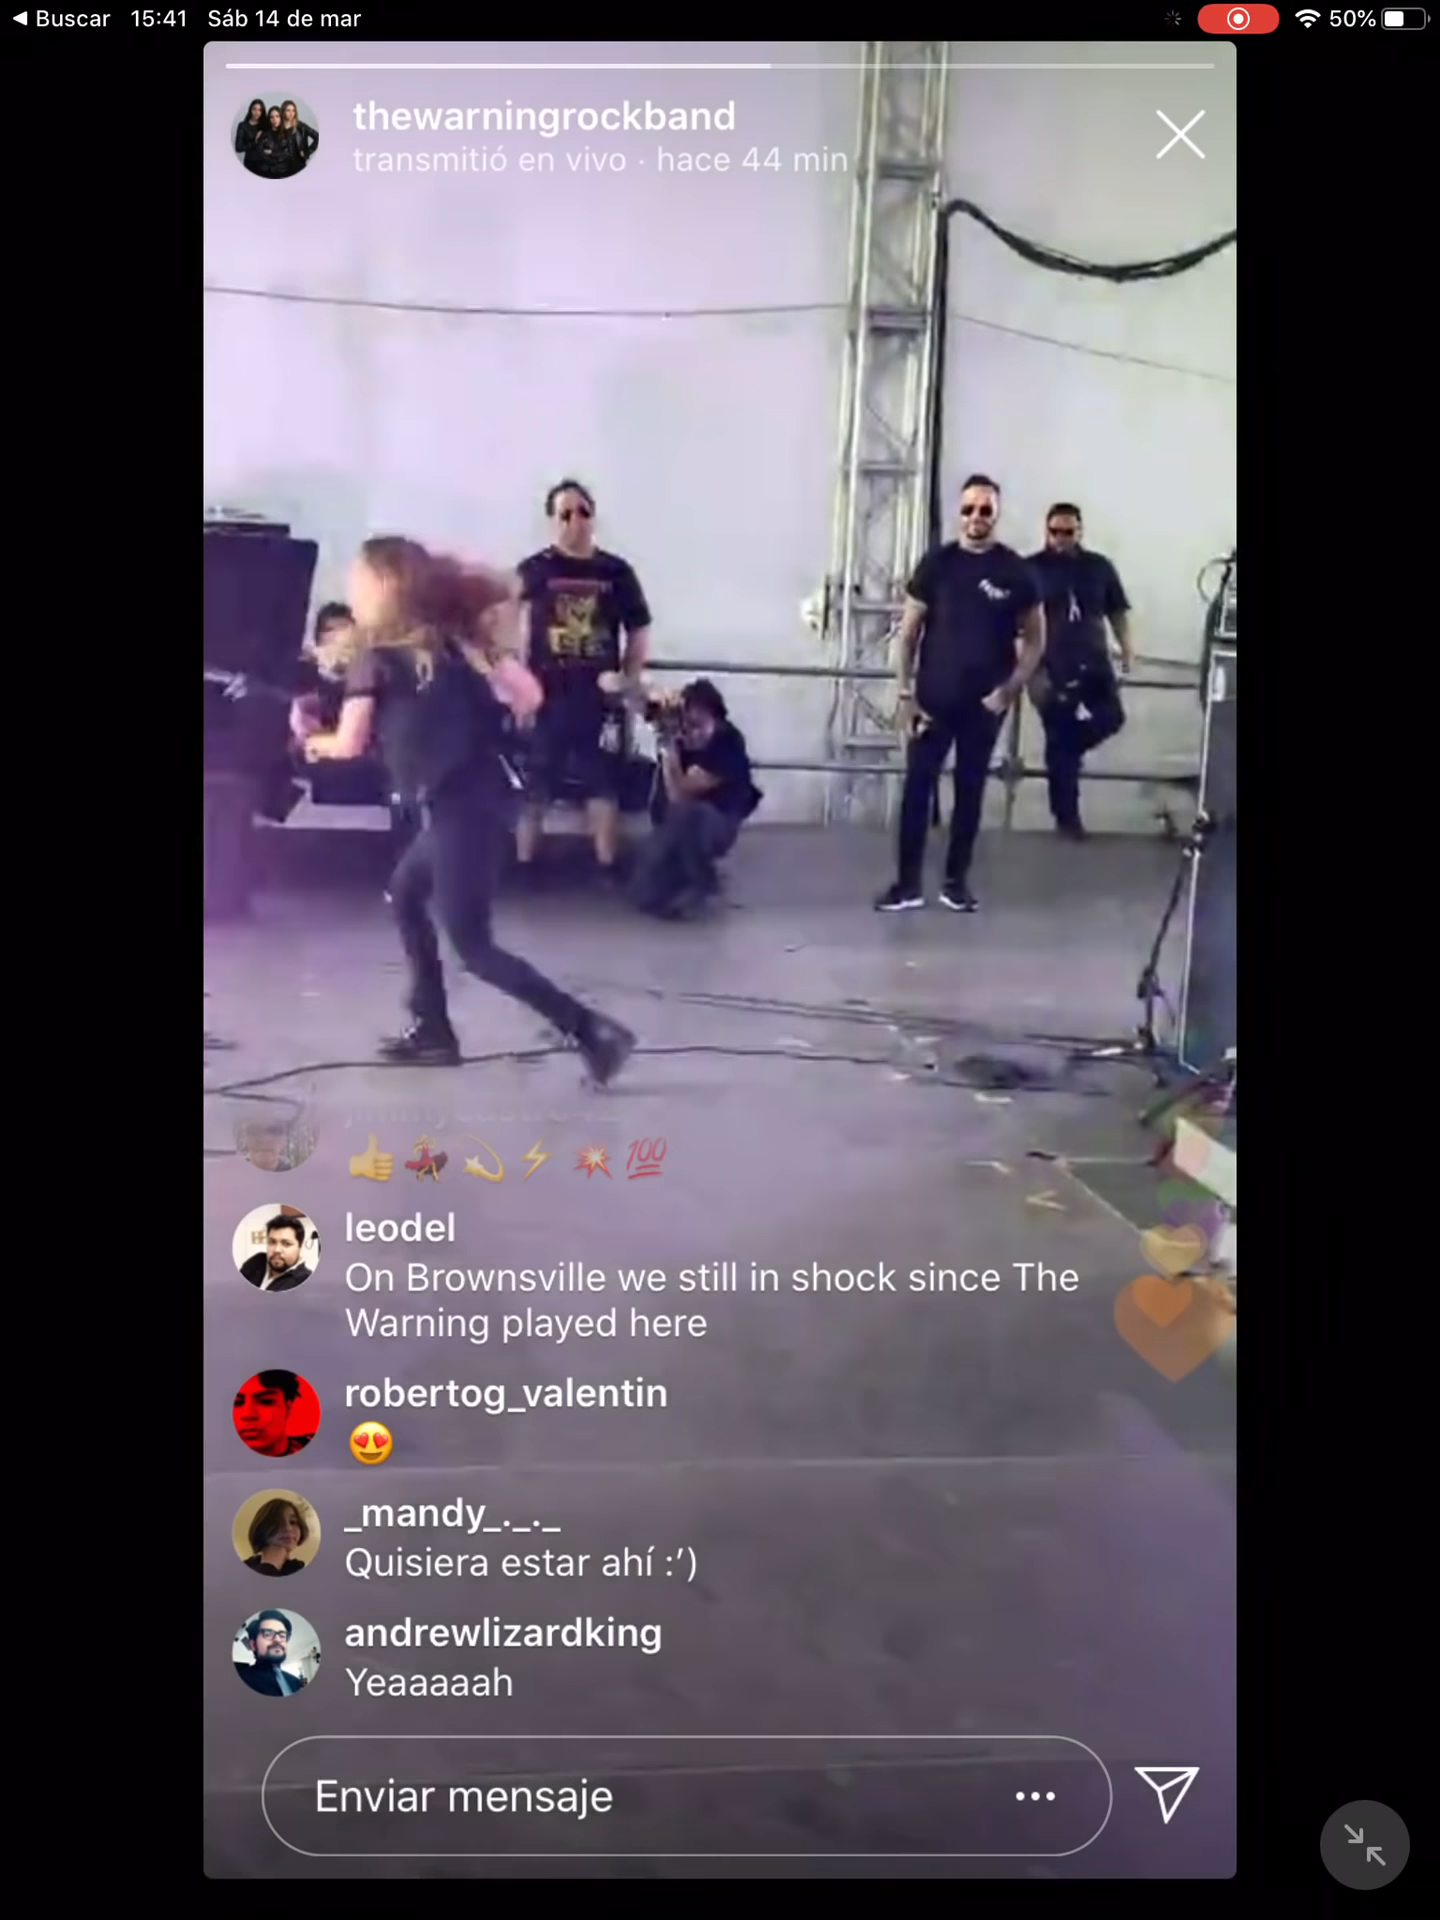 Buscar 15:41 Sáb 14 de mar 50%
thewarningrockband
transmitió en vivo · hace 44 min
leodel
On Brownsville we still in shock since The
Warning played here
robertog_valentin
😍
_mandy_._._
Quisiera estar ahí :’)
andrewlizardking
Yeaaaaah
Enviar mensaje